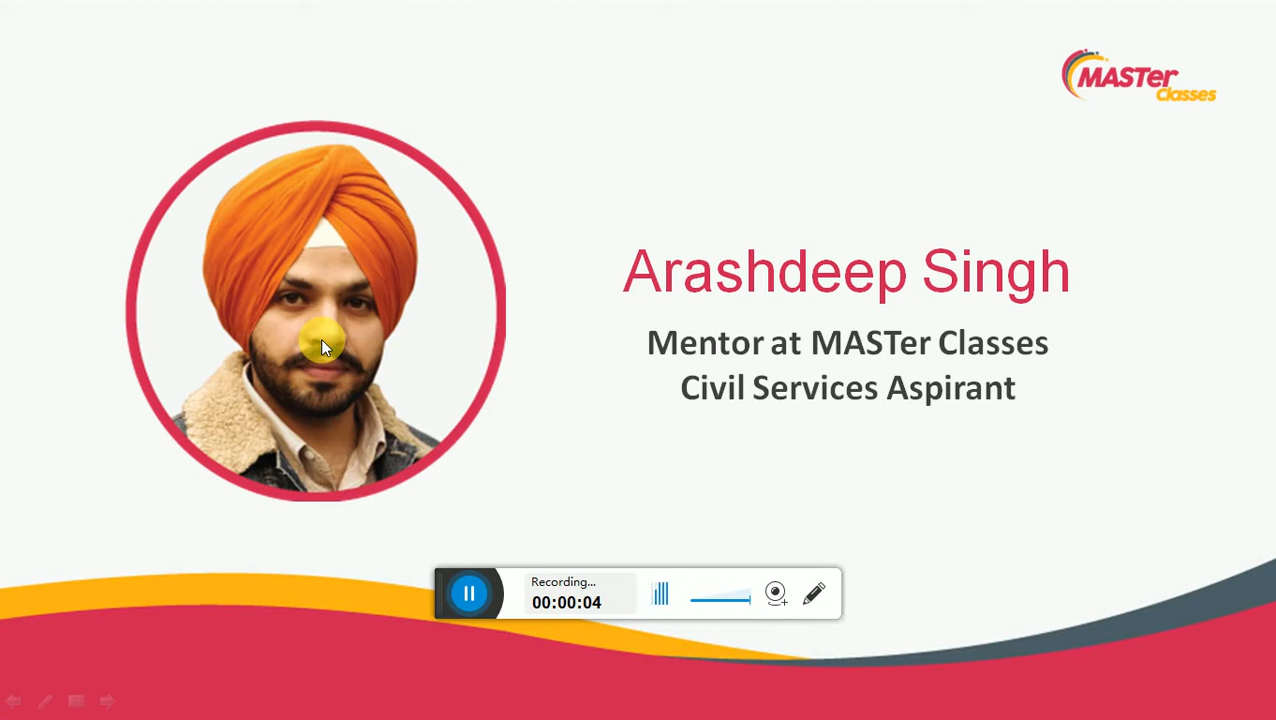 MASTer
Classes
Arashdeep Singh
Mentor at MASTer Classes
Civil Services Aspirant
Recording...
00:00:04